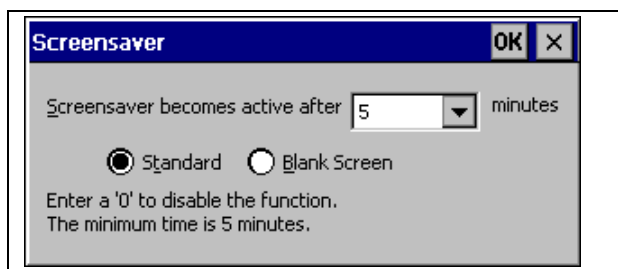 Screensaver OK ×
Screensaver becomes active after 5 minutes
Standard Blank Screen
Enter a '0' to disable the function.
The minimum time is 5 minutes.